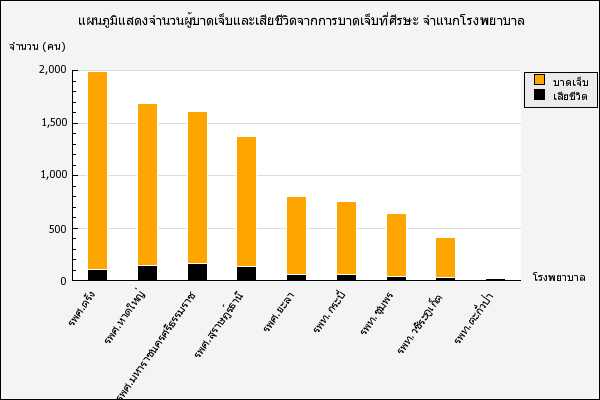 แผนภูมิแสดงจำนวนผู้บาดเจ็บและเสียชีวิตจากการบาดเจ็บที่ศีรษะ จำแนกโรงพยาบาล
จำนวน (คน)
2,000
1,500
1,000
500
0
บาดเจ็บ
เสียชีวิต
โรงพยาบาล
รพศ.ตรัง
รพศ.หาดใหญ่
รพศ.มหาราชนครศรีธรรมราช
รพศ.สุราษฎร์ธานี
รพศ.ยะลา
รพท.กระบี่
รพท.ชุมพร
รพท.วชิระภูเก็ต
รพท.ตะกั่วป่า